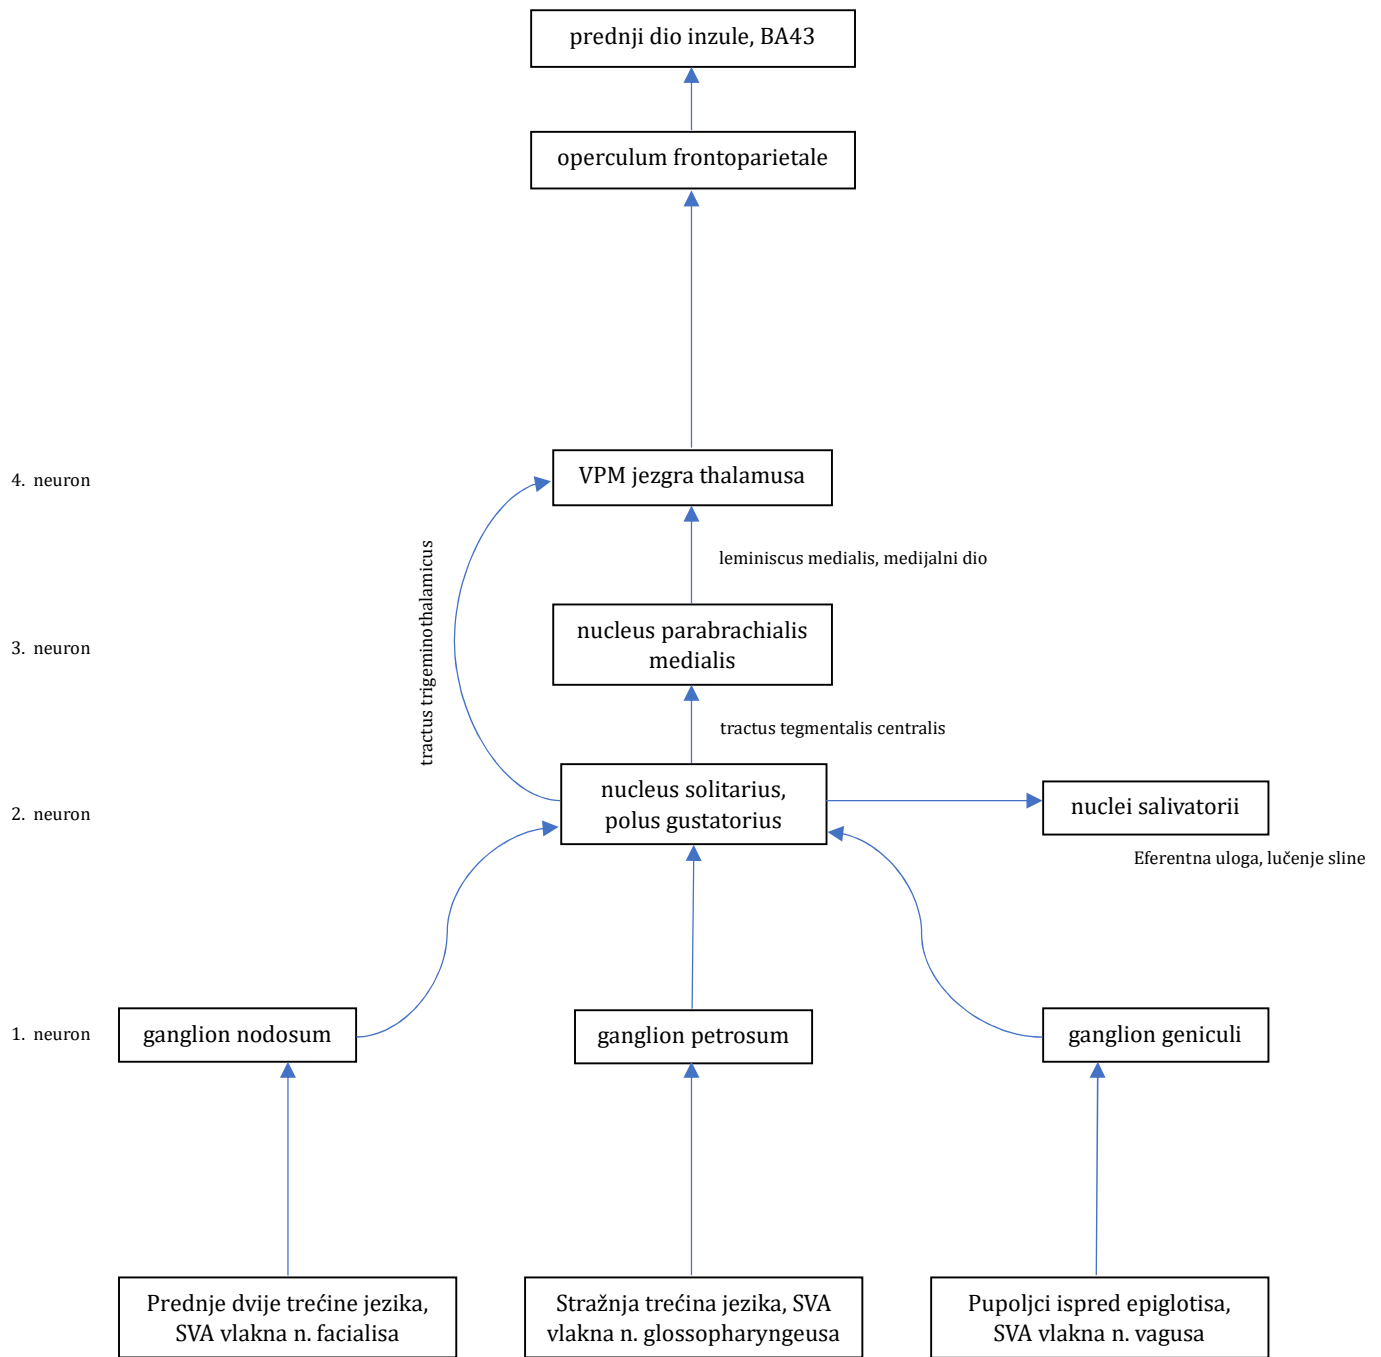 prednji dio inzule, BA43
operculum frontoparietale
4. neuron
VPM jezgra thalamusa
tractus trigeminothalamicus
leminiscus medialis, medijalni dio
3. neuron
nucleus parabrachialis
medialis
tractus tegmentalis centralis
2. neuron
nucleus solitarius,
polus gustatorius
nuclei salivatorii
Eferentna uloga, lučenje sline
1. neuron
ganglion nodosum
ganglion petrosum
ganglion geniculi
Prednje dvije trećine jezika,
SVA vlakna n. facialisa
Stražnja trećina jezika, SVA
vlakna n. glossopharyngeusa
Pupoljci ispred epiglotisa,
SVA vlakna n. vagusa